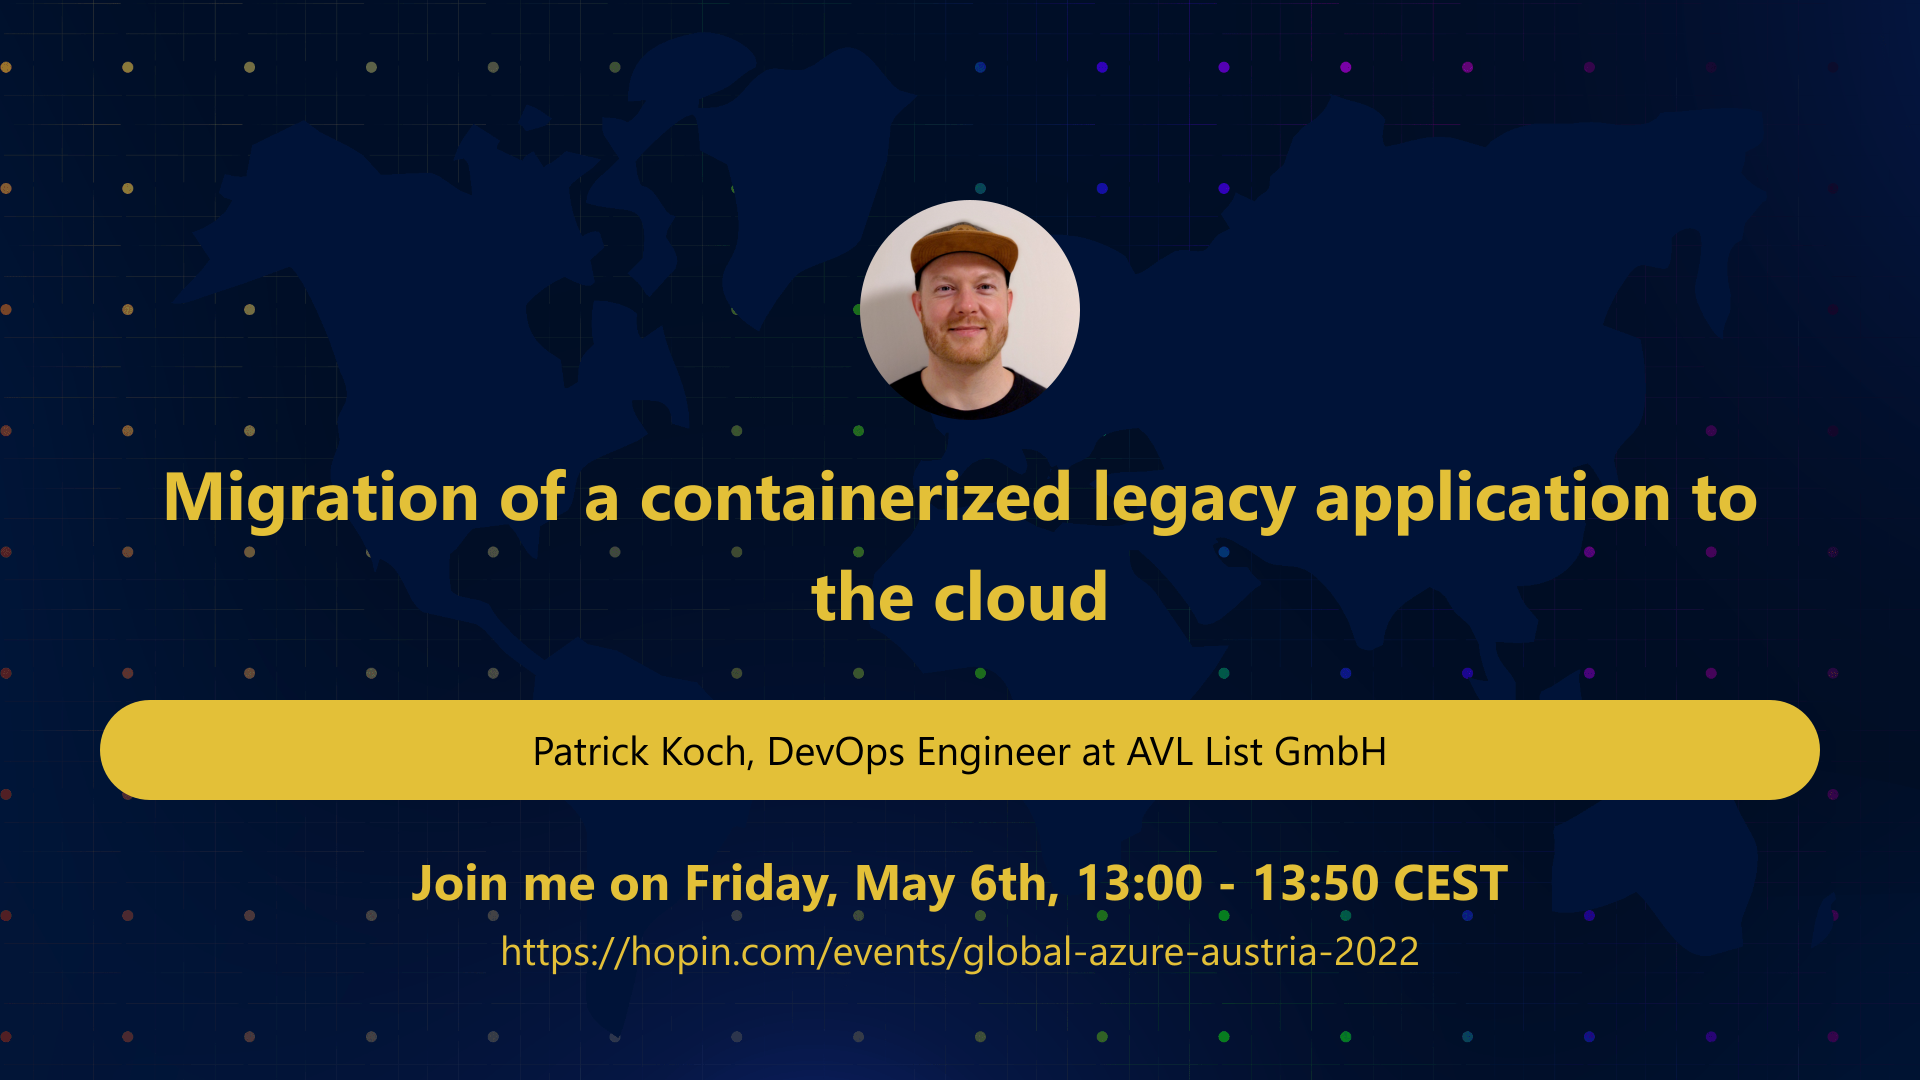 Migration of a containerized legacy application to
the cloud
Patrick Koch, DevOps Engineer at AVL List GmbH
Join me on Friday, May 6th, 13:00 - 13:50 CEST
https://hopin.com/events/global-azure-austria-2022